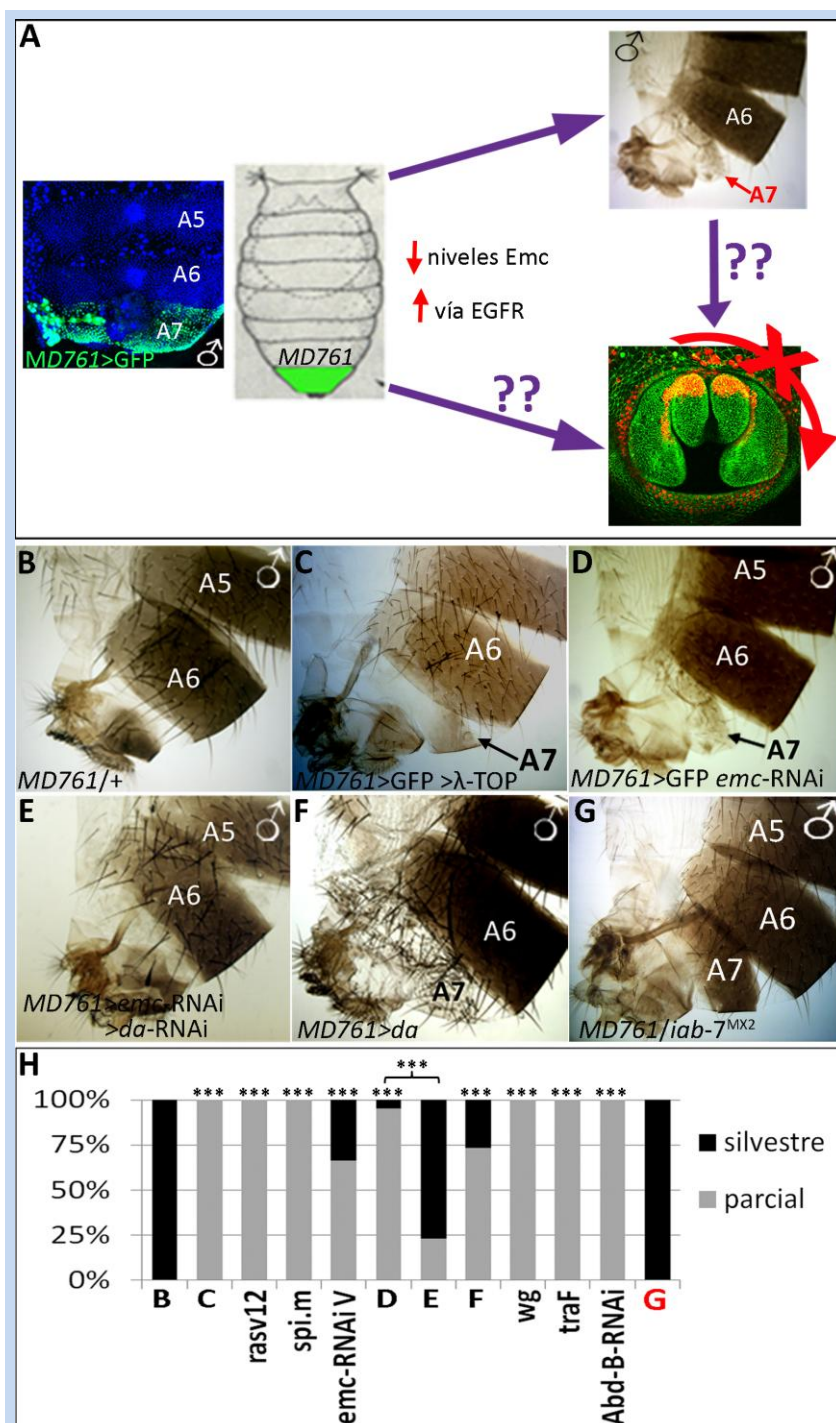 A
♂
A6
A7
A5
A6
A7
MD761>GFP
♂
MD761
niveles Emc
vía EGFR
??
??
B
♂
A5
A6
MD761/+
C
♂
A6
A7
MD761>GFP >λ-TOP
D
♂
A5
A6
A7
MD761>GFP emc-RNAi
E
♂
A5
A6
MD761>emc-RNAi
>da-RNAi
F
♂
A6
A7
MD761>da
G
♂
A5
A6
A7
MD761/iab-7MX2
H
***
*** *** *** *** *** *** *** *** ***
100%
75%
50%
25%
0%
silvestre
parcial
B
C
rasv12
spi.m
emc-RNAi V
D
E
F
wg
traF
Abd-B-RNAi
G